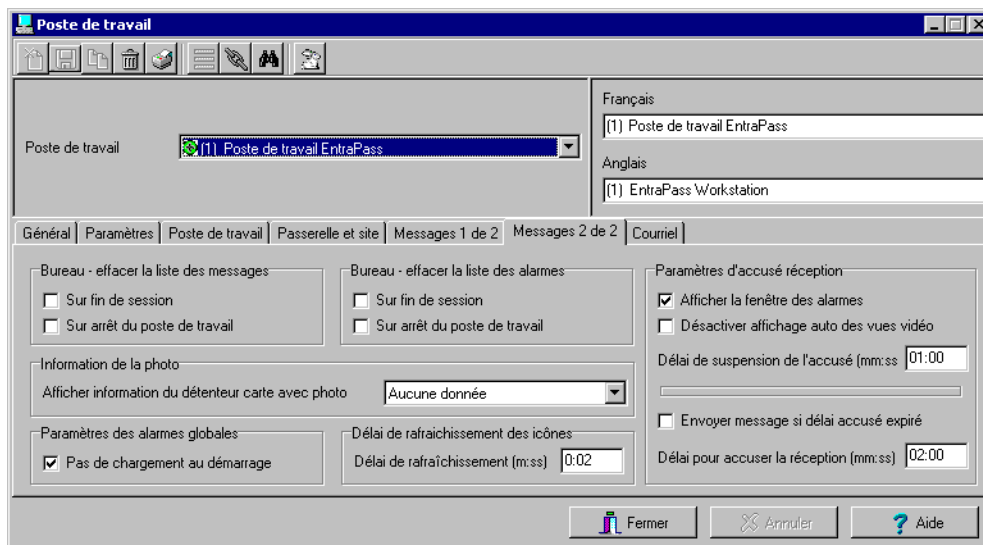 Poste de travail
Français
(1) Poste de travail EntraPass
Poste de travail
(1) Poste de travail EntraPass
Anglais
(1) EntraPass Workstation
Général Paramètres Poste de travail Passerelle et site Messages 1 de 2 Messages 2 de 2 Courriel
Bureau - effacer la liste des messages
Sur fin de session
Sur arrêt du poste de travail
Bureau - effacer la liste des alarmes
Sur fin de session
Sur arrêt du poste de travail
Paramètres d'accusé réception
Afficher la fenêtre des alarmes
Désactiver affichage auto des vues vidéo
Délai de suspension de l'accusé (mm:ss 01:00
Envoyer message si délai accusé expiré
Délai pour accuser la réception (mm:ss) 02:00
Information de la photo
Afficher information du détenteur carte avec photo Aucune donnée
Paramètres des alarmes globales
Pas de chargement au démarrage
Délai de rafraichissement des icônes
Délai de rafraîchissement (m:ss) 0:02
Fermer Annuler Aide